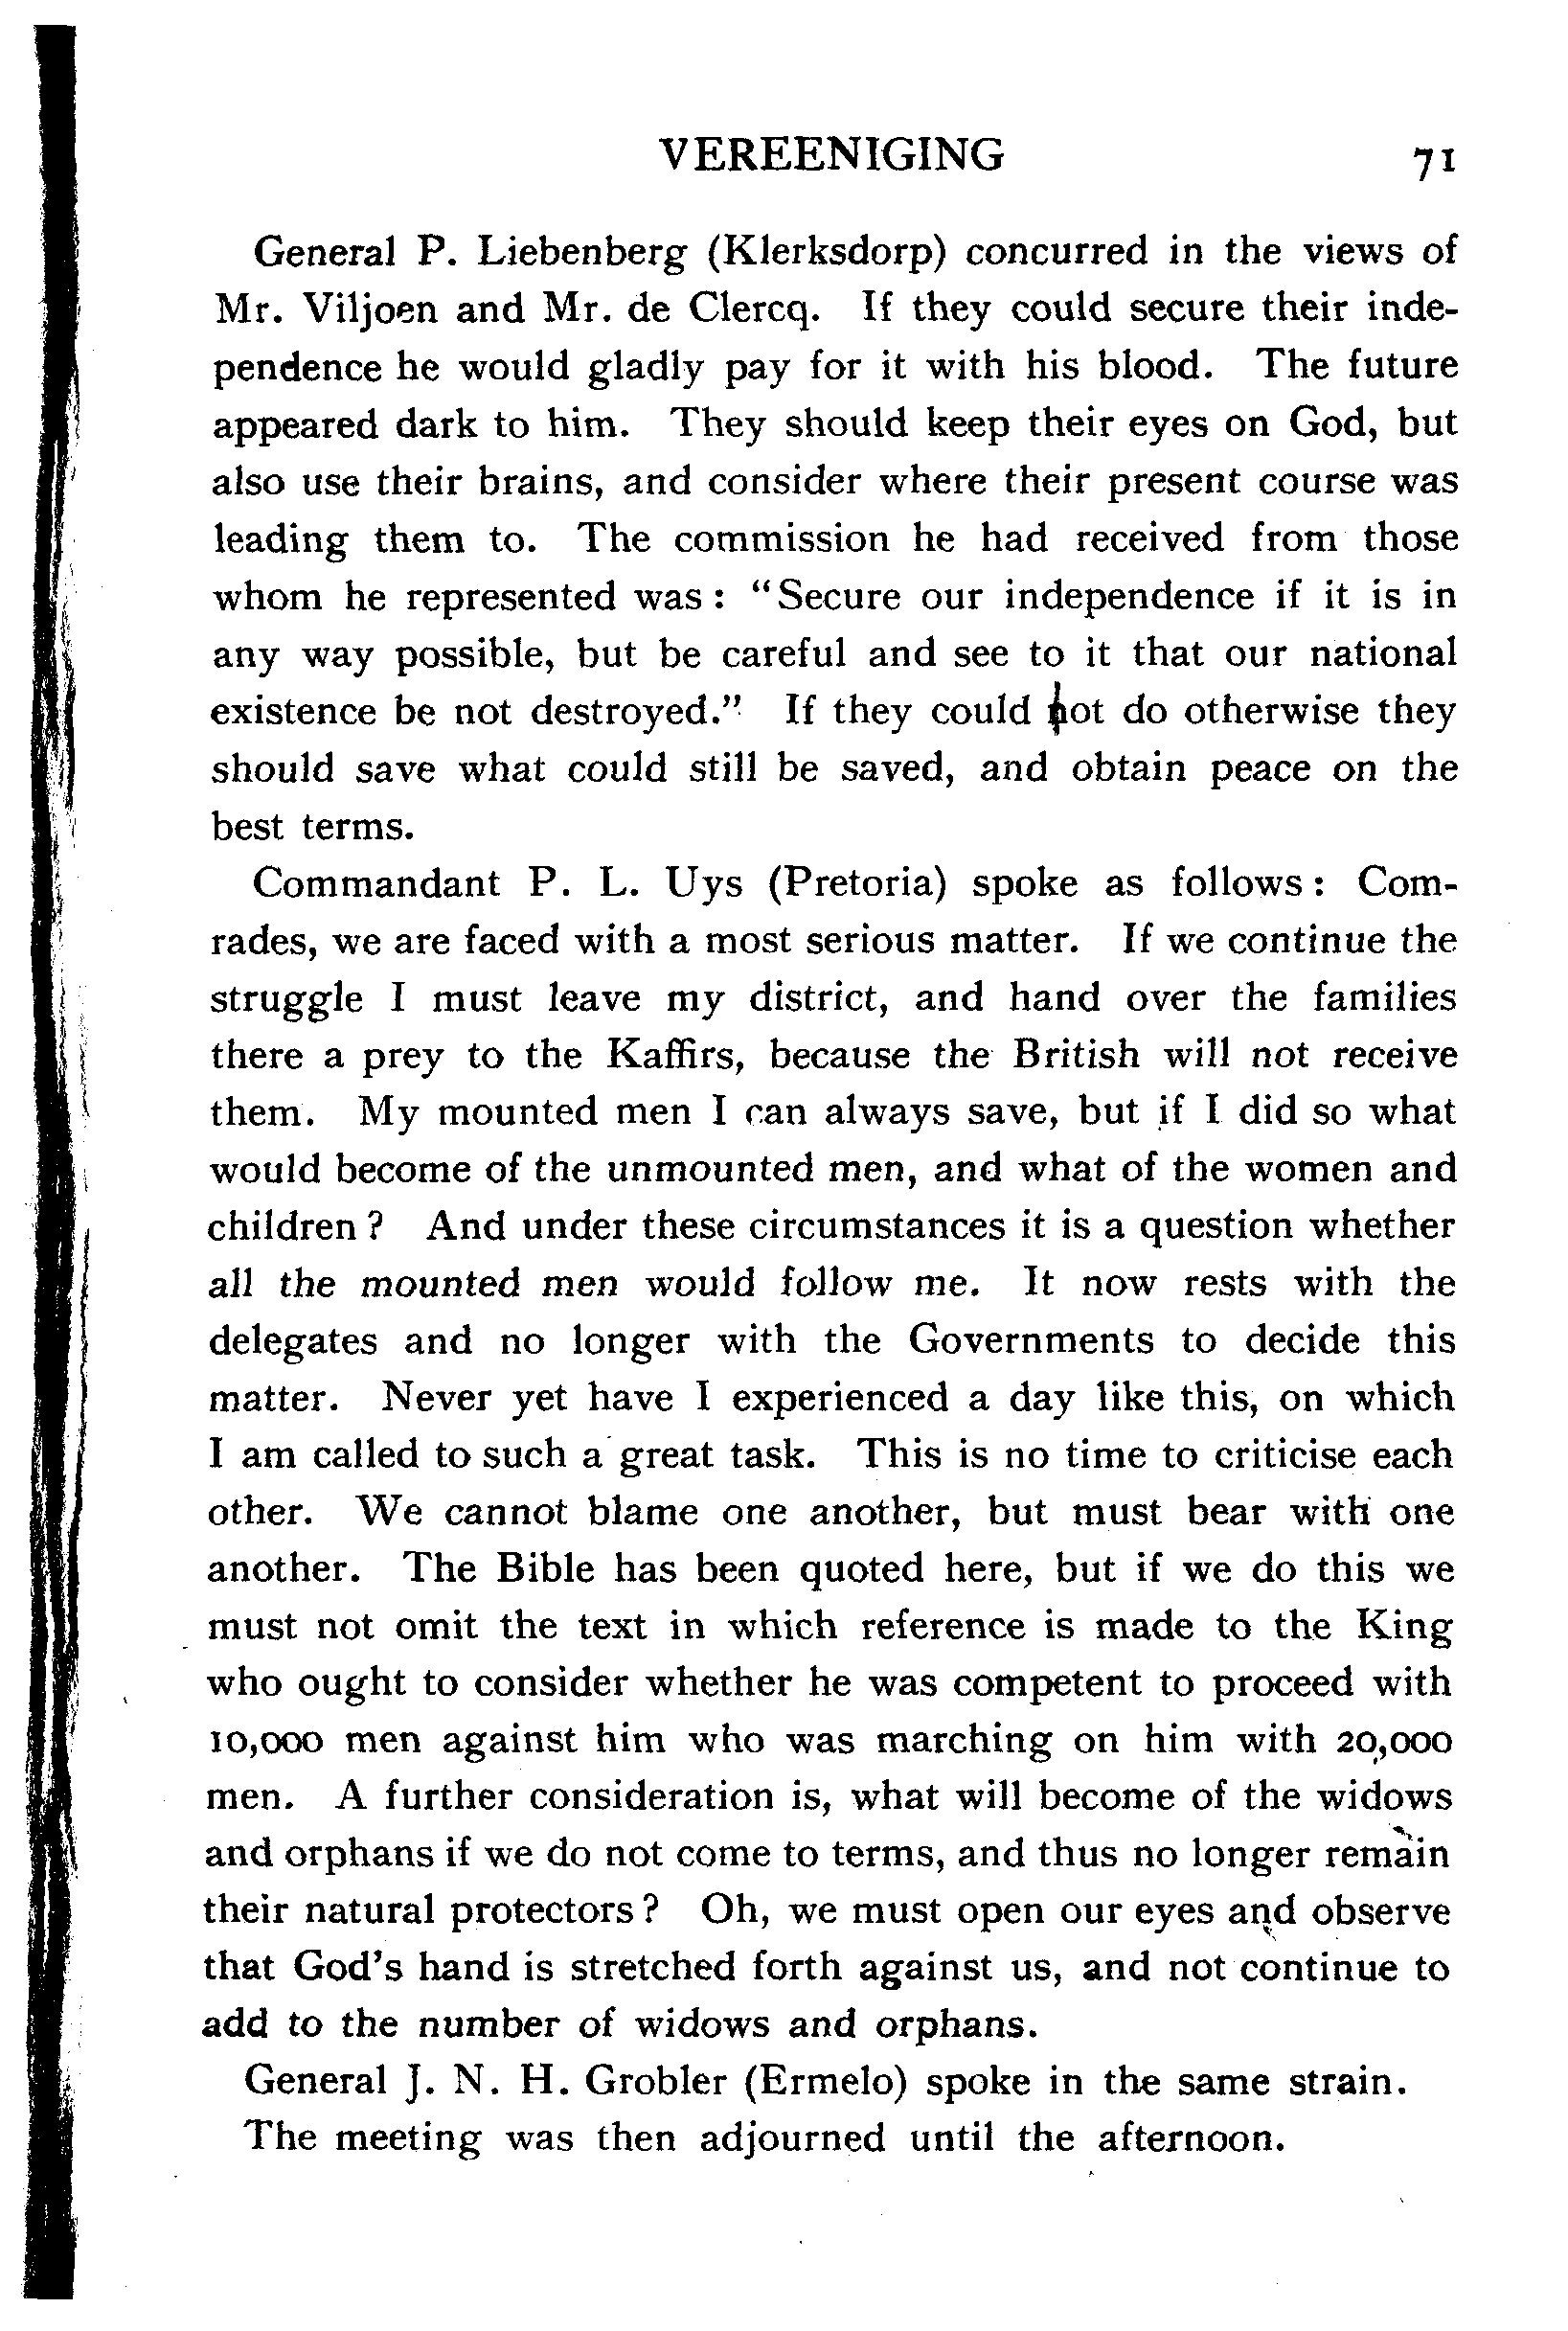 VEREENIGING 71
General P. Liebenberg (Klerksdorp) concurred in the views of
Mr. Viljoen and Mr. de Clercq. If they could secure their inde-
pendence he would gladly pay for it with his blood. The future
appeared dark to him. They should keep their eyes on God, but
also use their brains, and consider where their present course was
leading them to. The commission he had received from those
whom he represented was : "Secure our independence if it is in
any way possible, but be careful and see to it that our national
existence be not destroyed." If they could not do otherwise they
should save what could still be saved, and obtain peace on the
best terms.
Commandant P. L. Uys (Pretoria) spoke as follows : Com-
rades, we are faced with a most serious matter. If we continue the
struggle I must leave my district, and hand over the families
there a prey to the Kaffirs, because the British will not receive
them. My mounted men I can always save, but if I did so what
would become of the unmounted men, and what of the women and
children ? And under these circumstances it is a question whether
all the mounted men would follow me. It now rests with the
delegates and no longer with the Governments to decide this
matter. Never yet have I experienced a day like this, on which
I am called to such a great task. This is no time to criticise each
other. We cannot blame one another, but must bear with one
another. The Bible has been quoted here, but if we do this we
must not omit the text in which reference is made to the King
who ought to consider whether he was competent to proceed with
10,000 men against him who was marching on him with 20,000
men. A further consideration is, what will become of the widows
and orphans if we do not come to terms, and thus no longer remain
their natural protectors ? Oh, we must open our eyes and observe
that God's hand is stretched forth against us, and not continue to
add to the number of widows and orphans.
General J. N. H. Grobler (Ermelo) spoke in the same strain.
The meeting was then adjourned until the afternoon.